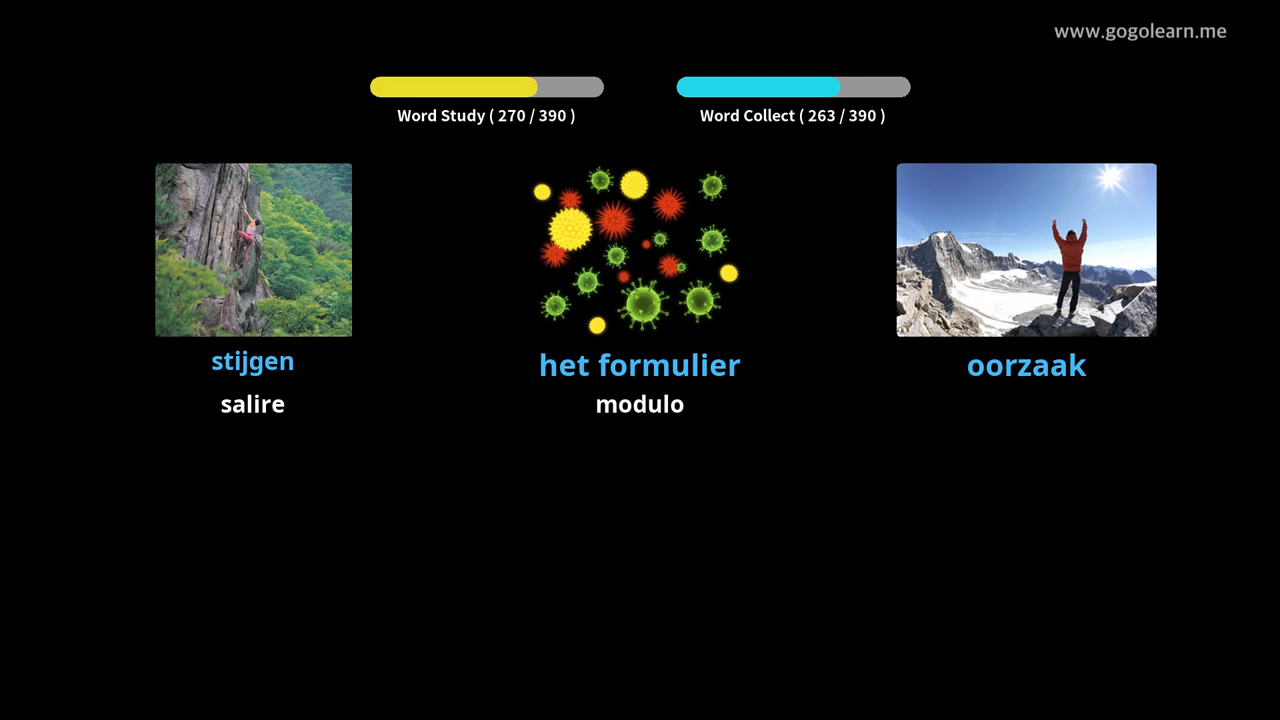 www.gogolearn.me
Word Study ( 270 / 390 )
Word Collect ( 263 / 390 )
stijgen
salire
het formulier
modulo
oorzaak